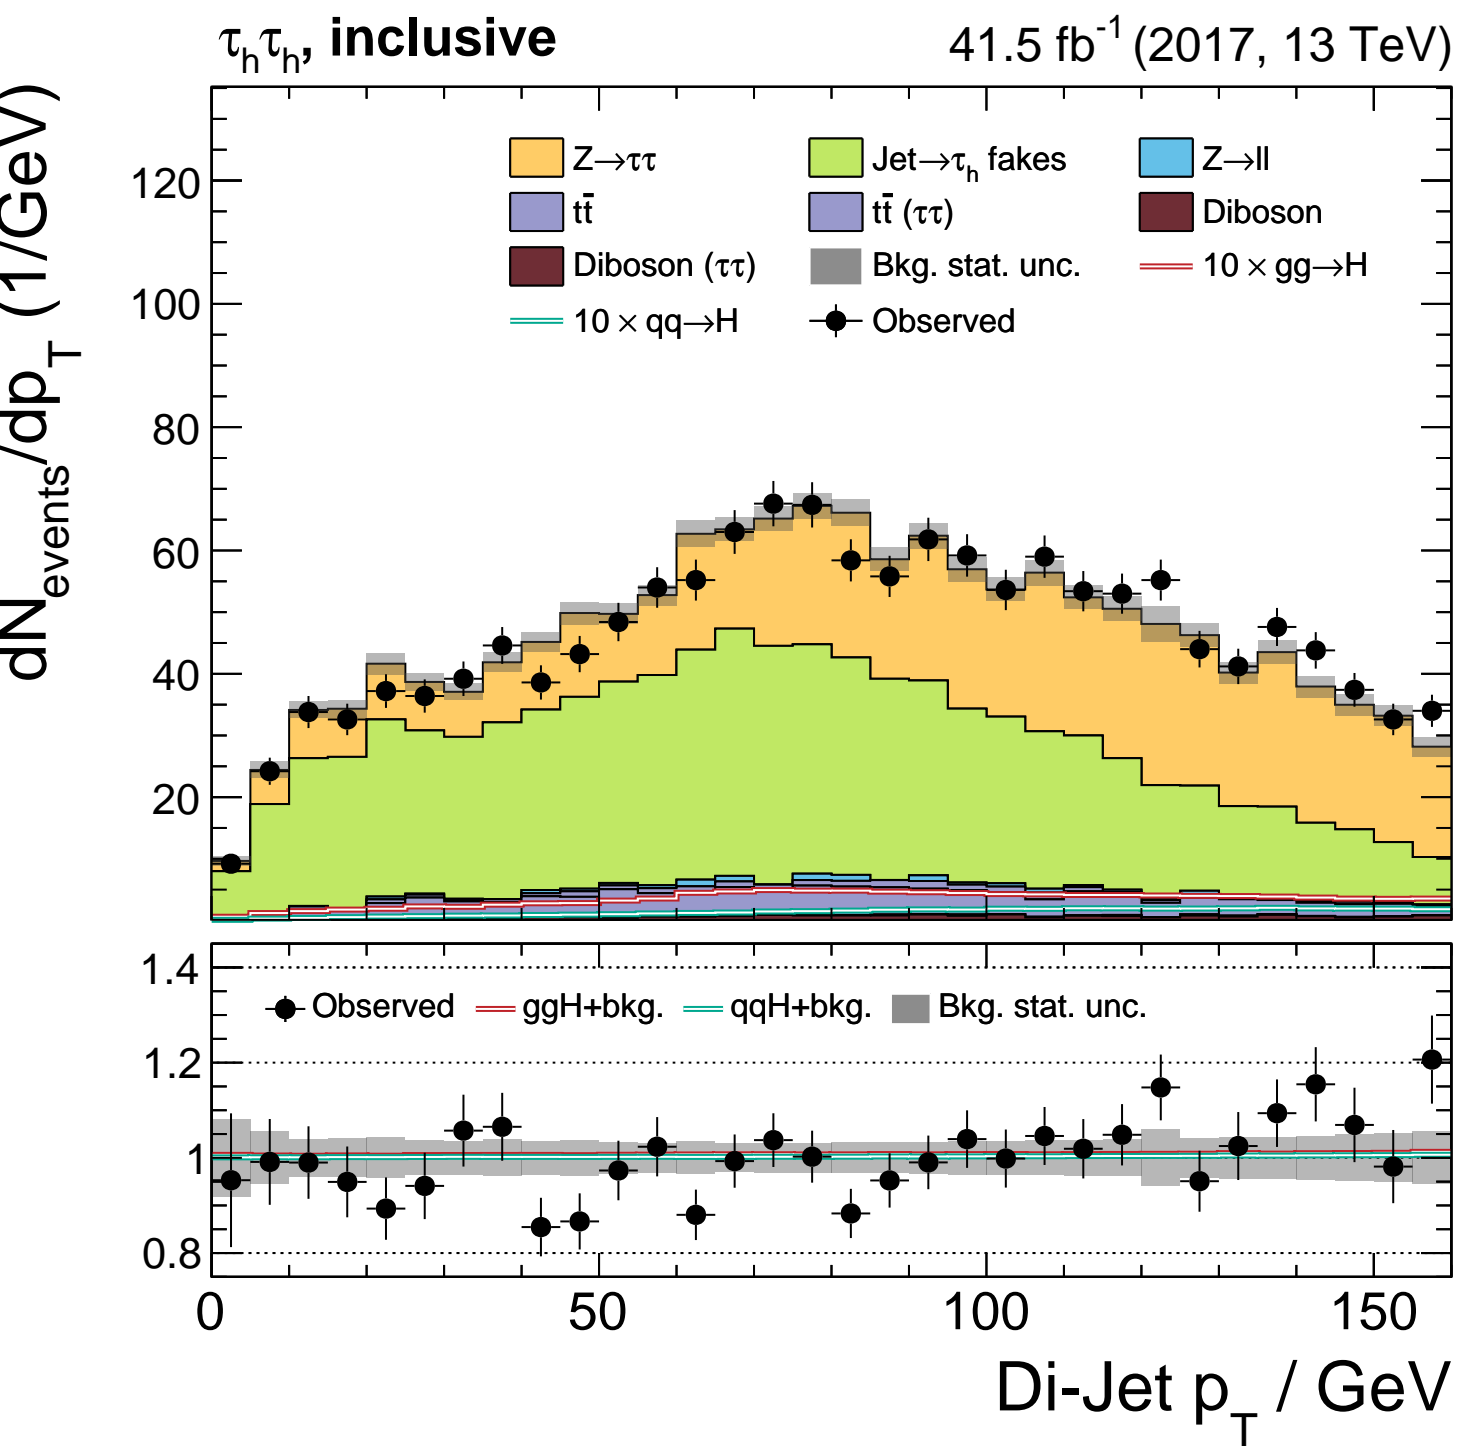 τhτh, inclusive
41.5 fb-1 (2017, 13 TeV)
dNevents/dpT (1/GeV)
Z→ττ
Jet→τh fakes
Z→ll
tt̄
tt̄ (ττ)
Diboson
Diboson (ττ)
Bkg. stat. unc.
10 × gg→H
10 × qq→H
Observed
120
100
80
60
40
20
1.4
1.2
1
0.8
Observed
ggH+bkg.
qqH+bkg.
Bkg. stat. unc.
0
50
100
150
Di-Jet pT / GeV